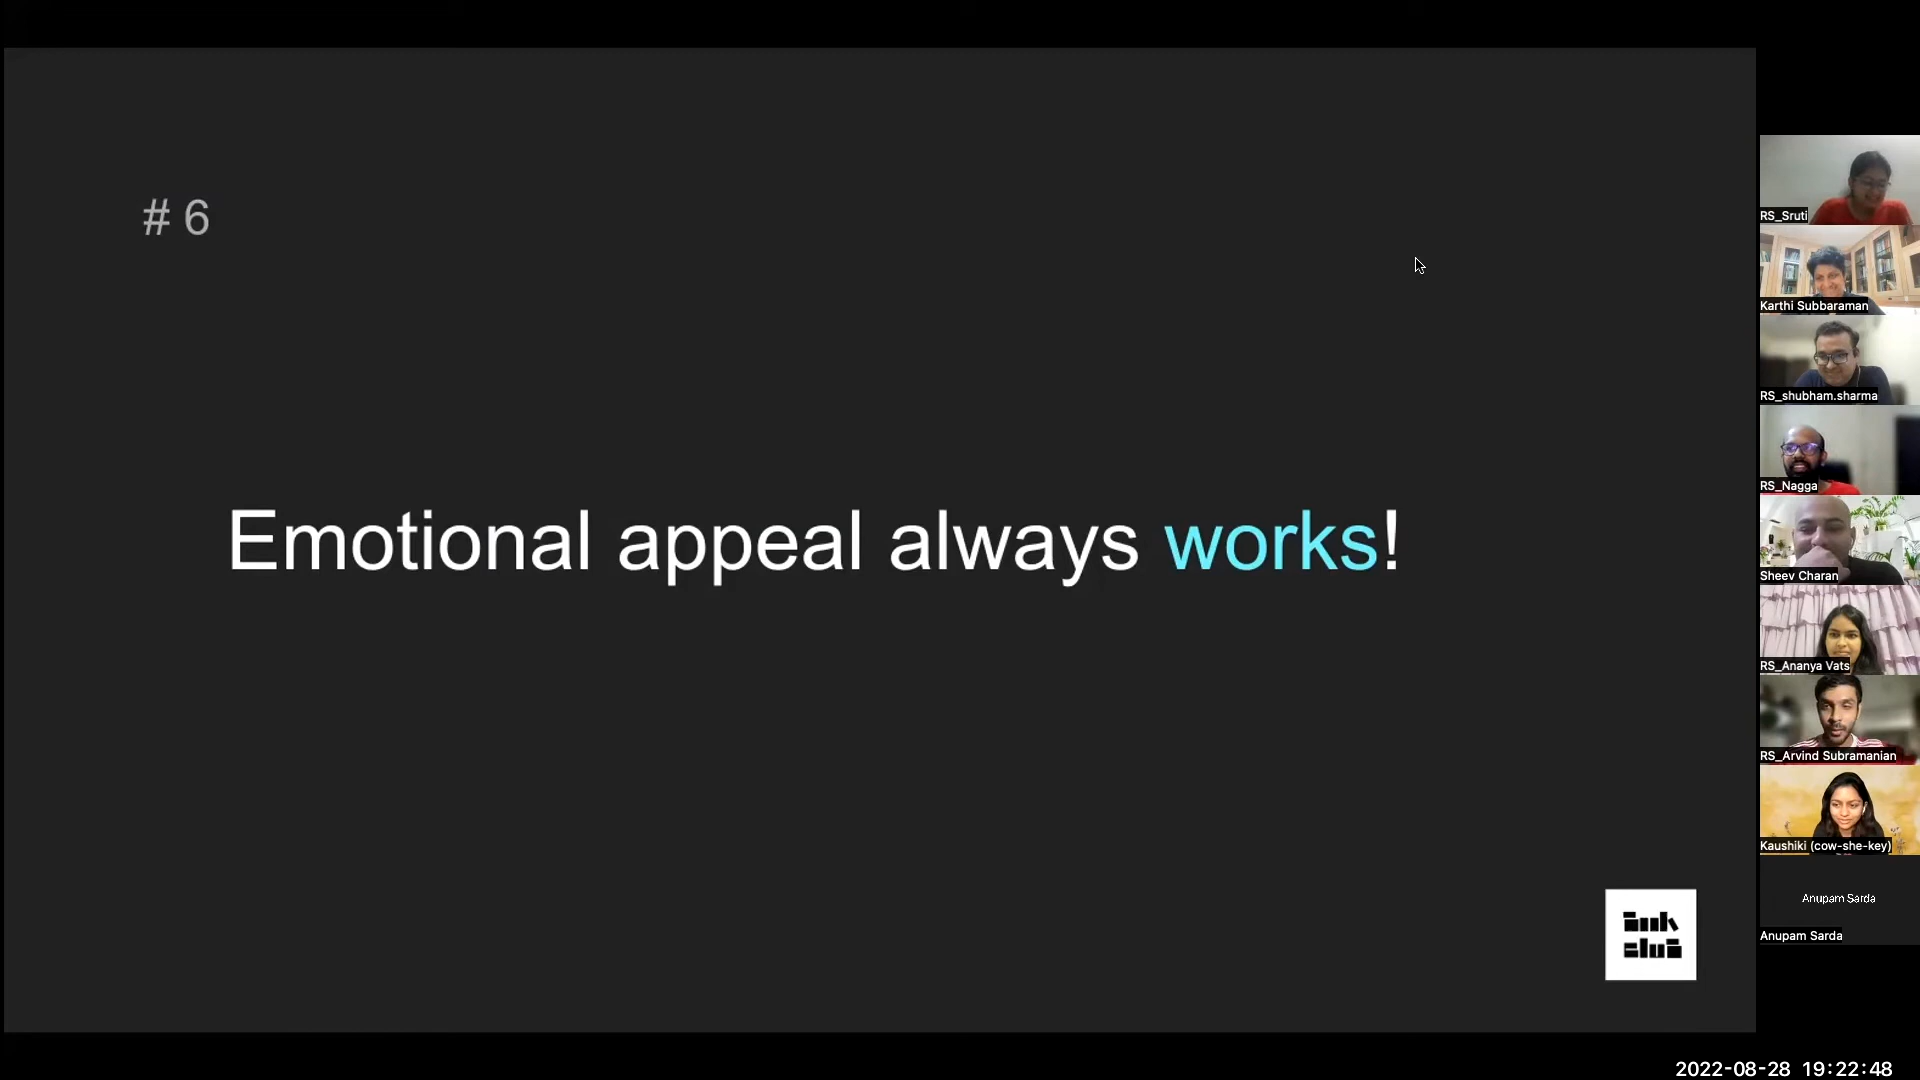 # 6
Emotional appeal always works!
RS_Sruti
Karthi Subbaraman
RS_shubham.sharma
RS_Nagga
Sheev Charan
RS_Ananya Vats
RS_Arvind Subramanian
Kaushiki (cow-she-key)
Anupam Sarda
Anupam Sarda
club
2022-08-28 19:22:48